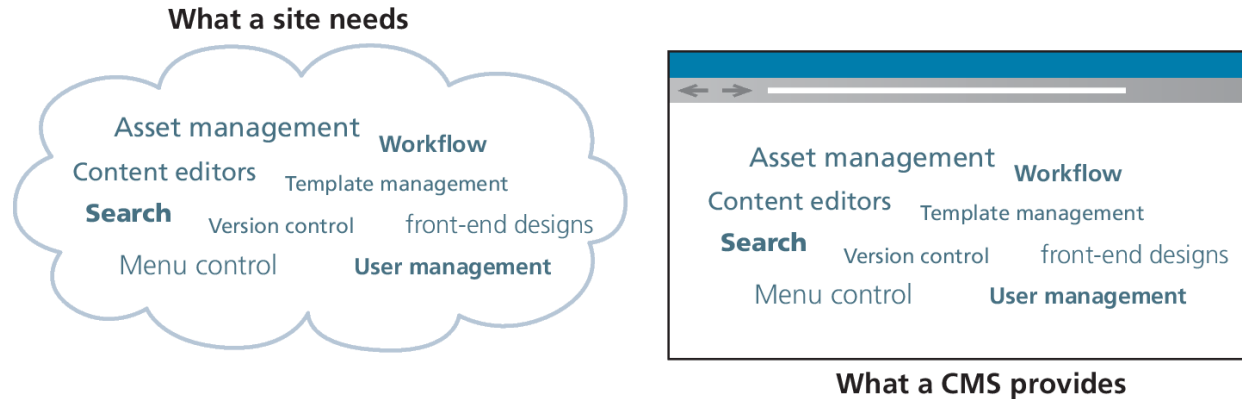 What a site needs
Asset management
Workflow
Content editors
Template management
Search
Version control
front-end designs
Menu control
User management
Asset management
Workflow
Content editors
Template management
Search
Version control
front-end designs
Menu control
User management
What a CMS provides